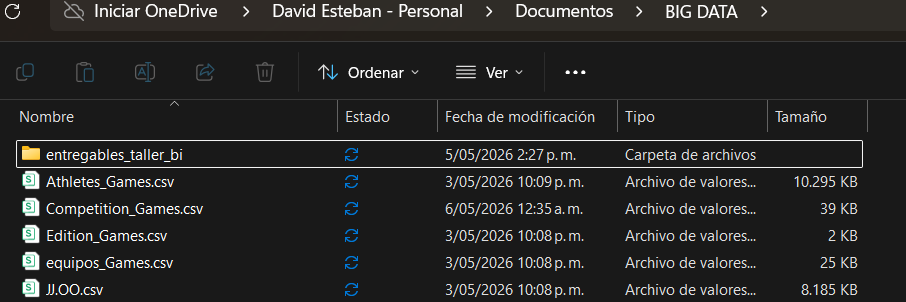 Iniciar OneDrive > David Esteban - Personal > Documentos > BIG DATA >
Ordenar Ver
Nombre Estado Fecha de modificación Tipo Tamaño
entregables_taller_bi 5/05/2026 2:27 p. m. Carpeta de archivos
Athletes_Games.csv 3/05/2026 10:09 p. m. Archivo de valores... 10.295 KB
Competition_Games.csv 6/05/2026 12:35 a. m. Archivo de valores... 39 KB
Edition_Games.csv 3/05/2026 10:08 p. m. Archivo de valores... 2 KB
equipos_Games.csv 3/05/2026 10:08 p. m. Archivo de valores... 25 KB
JJ.OO.csv 3/05/2026 10:08 p. m. Archivo de valores... 8.185 KB